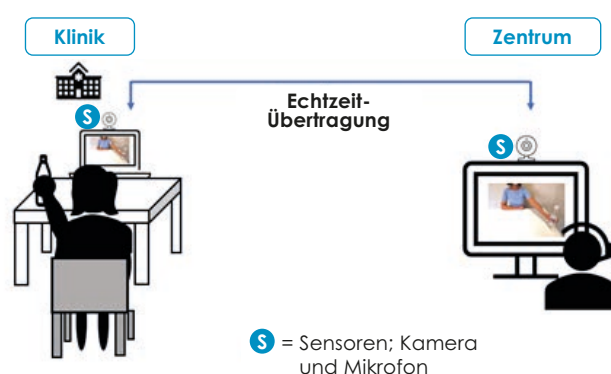 Klinik
Zentrum
Echtzeit-
Übertragung
S
S
S = Sensoren; Kamera
und Mikrofon